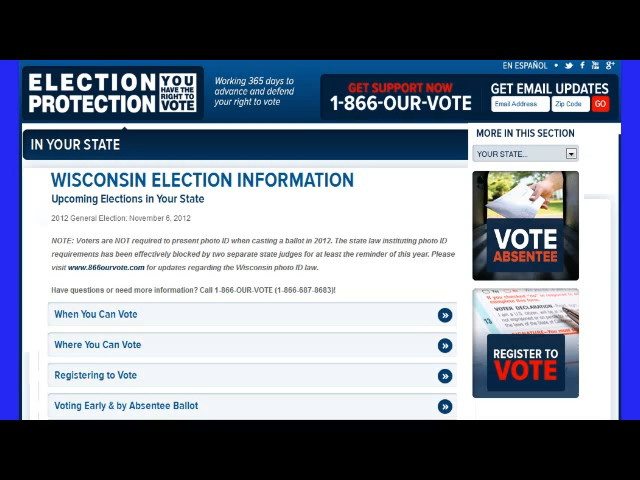 EN ESPAÑOL
ELECTION PROTECTION
YOU HAVE THE RIGHT TO VOTE
Working 365 days to
advance and defend
your right to vote
GET SUPPORT NOW
1-866-OUR-VOTE
GET EMAIL UPDATES
Email Address
Zip Code
GO
IN YOUR STATE
MORE IN THIS SECTION
YOUR STATE...
WISCONSIN ELECTION INFORMATION
Upcoming Elections in Your State
2012 General Election: November 6, 2012
NOTE: Voters are NOT required to present photo ID when casting a ballot in 2012. The state law instituting photo ID
requirements has been effectively blocked by two separate state judges for at least the reminder of this year. Please
visit www.866ourvote.com for updates regarding the Wisconsin photo ID law.
Have questions or need more information? Call 1-866-OUR-VOTE (1-866-687-8683)!
When You Can Vote
Where You Can Vote
Registering to Vote
Voting Early & by Absentee Ballot
VOTE
ABSENTEE
VOTER DECLARATION
REGISTER TO
VOTE